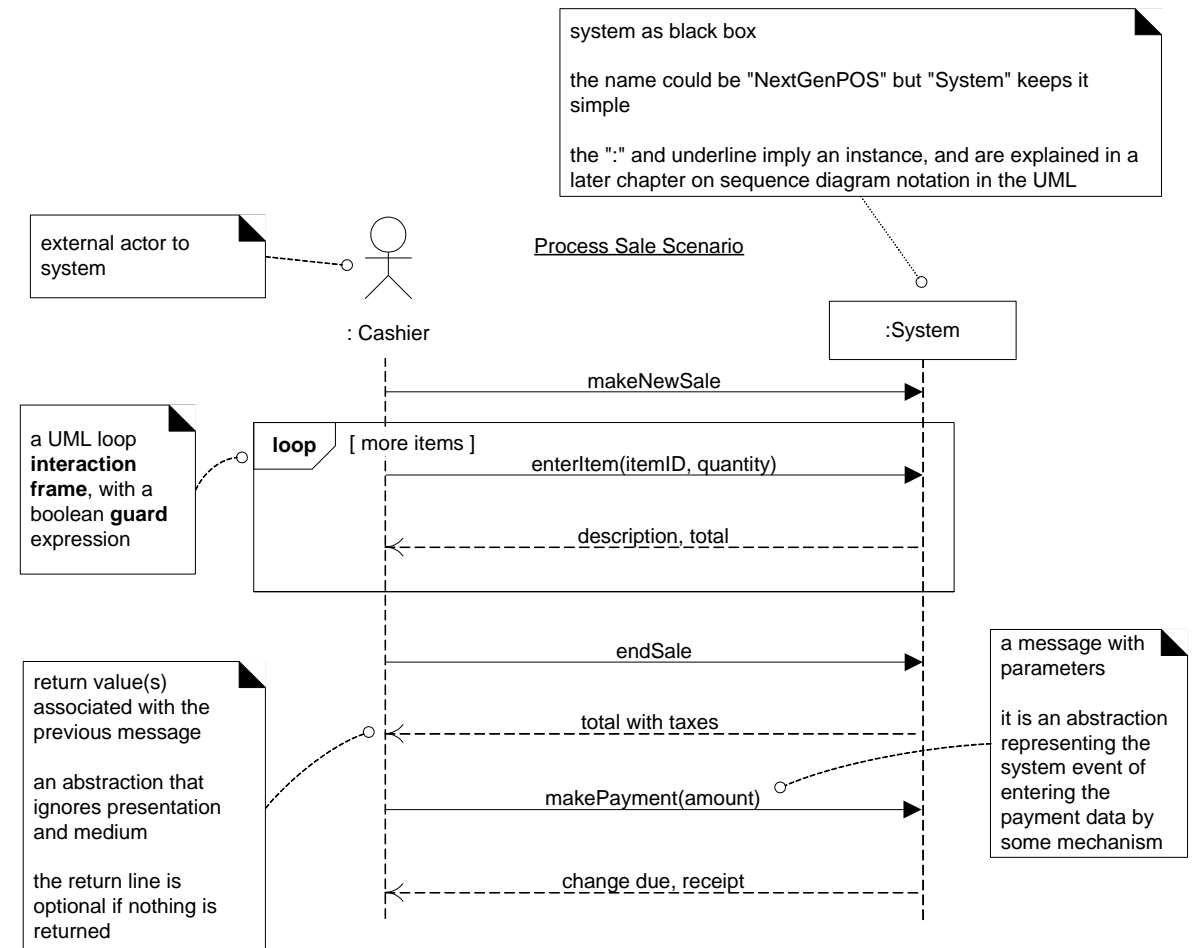 system as black box
the name could be "NextGenPOS" but "System" keeps it
simple
the ":" and underline imply an instance, and are explained in a
later chapter on sequence diagram notation in the UML
external actor to
system
Process Sale Scenario
: Cashier
:System
makeNewSale
a UML loop
interaction
frame, with a
boolean guard
expression
loop
[ more items ]
enterItem(itemID, quantity)
description, total
endSale
a message with
parameters
it is an abstraction
representing the
system event of
entering the
payment data by
some mechanism
return value(s)
associated with the
previous message
an abstraction that
ignores presentation
and medium
the return line is
optional if nothing is
returned
total with taxes
makePayment(amount)
change due, receipt